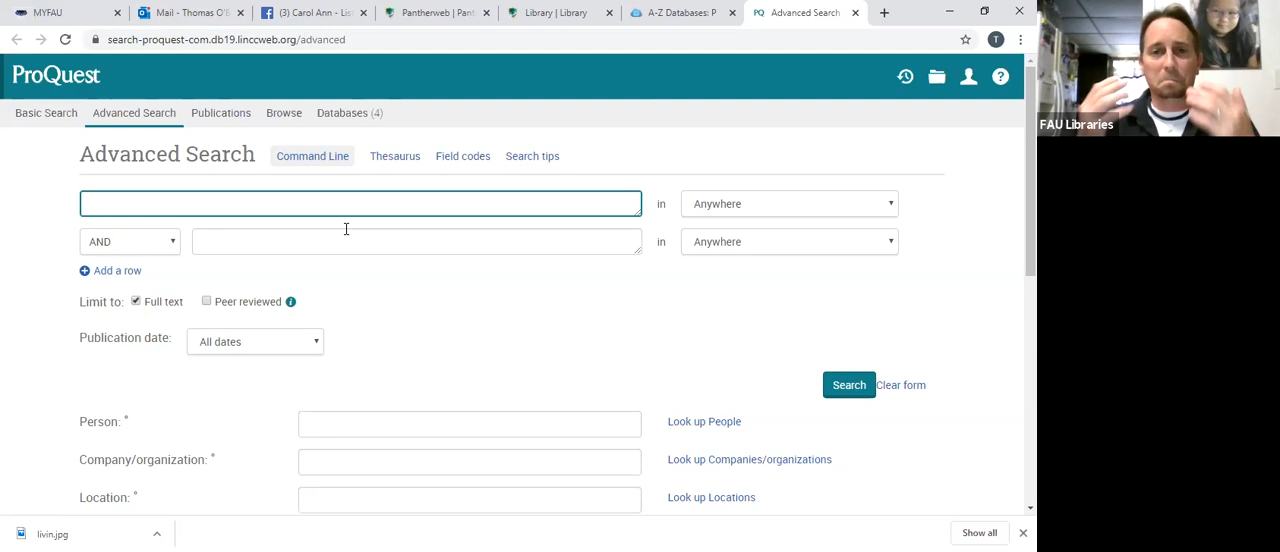 MYFAU
Mail - Thomas O'B
(3) Carol Ann - Lis
Pantherweb | Pant
Library | Library
A-Z Databases: P
PQ Advanced Search
search-proquest-com.db19.linccweb.org/advanced
T
ProQuest
Basic Search Advanced Search Publications Browse Databases (4)
Advanced Search Command Line Thesaurus Field codes Search tips
in Anywhere
AND in Anywhere
Add a row
Limit to: Full text Peer reviewed i
Publication date: All dates
Search Clear form
Person: * Look up People
Company/organization: * Look up Companies/organizations
Location: * Look up Locations
livin.jpg
Show all
FAU Libraries